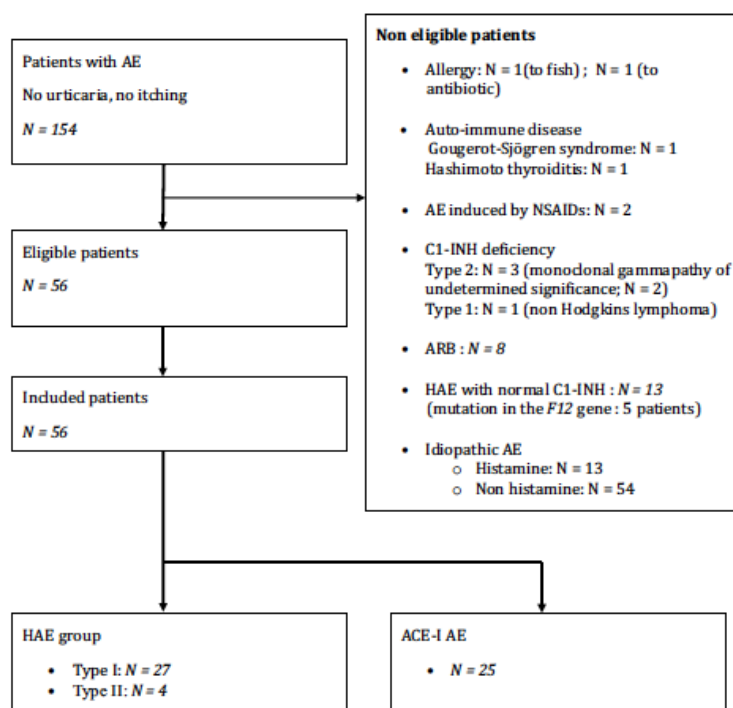 Patients with AE
No urticaria, no itching
N = 154
Non eligible patients
• Allergy: N = 1(to fish) ; N = 1 (to
antibiotic)
• Auto-immune disease
Gougerot-Sjögren syndrome: N = 1
Hashimoto thyroiditis: N = 1
• AE induced by NSAIDs: N = 2
• C1-INH deficiency
Type 2: N = 3 (monoclonal gammapathy of
undetermined significance; N = 2)
Type 1: N = 1 (non Hodgkins lymphoma)
• ARB : N = 8
• HAE with normal C1-INH : N = 13
(mutation in the F12 gene : 5 patients)
• Idiopathic AE
o Histamine: N = 13
o Non histamine: N = 54
Eligible patients
N = 56
Included patients
N = 56
HAE group
• Type I: N = 27
• Type II: N = 4
ACE-I AE
• N = 25